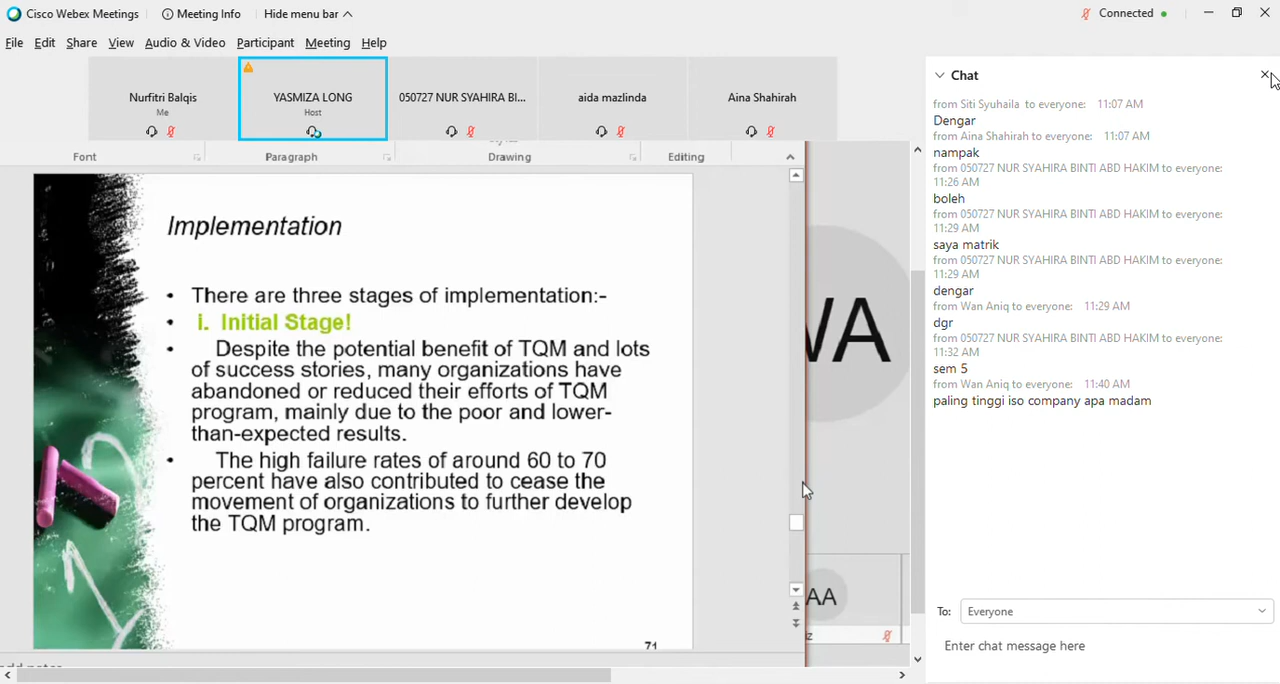 Cisco Webex Meetings
Meeting Info
Hide menu bar
Connected
File Edit Share View Audio & Video Participant Meeting Help
Nurfitri Balqis
Me
YASMIZA LONG
Host
050727 NUR SYAHIRA BI...
aida mazlinda
Aina Shahirah
Font Paragraph Drawing Editing
Implementation
• There are three stages of implementation:-
• i. Initial Stage!
• Despite the potential benefit of TQM and lots
of success stories, many organizations have
abandoned or reduced their efforts of TQM
program, mainly due to the poor and lower-
than-expected results.
• The high failure rates of around 60 to 70
percent have also contributed to cease the
movement of organizations to further develop
the TQM program.
71
AA
Chat
from Siti Syuhaila to everyone: 11:07 AM
Dengar
from Aina Shahirah to everyone: 11:07 AM
nampak
from 050727 NUR SYAHIRA BINTI ABD HAKIM to everyone:
11:26 AM
boleh
from 050727 NUR SYAHIRA BINTI ABD HAKIM to everyone:
11:29 AM
saya matrik
from 050727 NUR SYAHIRA BINTI ABD HAKIM to everyone:
11:29 AM
dengar
from Wan Aniq to everyone: 11:29 AM
dgr
from 050727 NUR SYAHIRA BINTI ABD HAKIM to everyone:
11:32 AM
sem 5
from Wan Aniq to everyone: 11:40 AM
paling tinggi iso company apa madam
To: Everyone
Enter chat message here